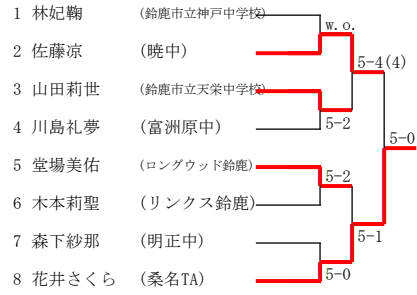 1 林妃鞠 (鈴鹿市立神戸中学校)
w.o.
2 佐藤凉 (暁中)
5-4(4)
3 山田莉世 (鈴鹿市立天栄中学校)
5-2
4 川島礼夢 (富洲原中)
5-0
5 堂場美佑 (ロングウッド鈴鹿)
5-2
6 木本莉聖 (リンクス鈴鹿)
5-1
7 森下紗那 (明正中)
5-0
8 花井さくら (桑名TA)